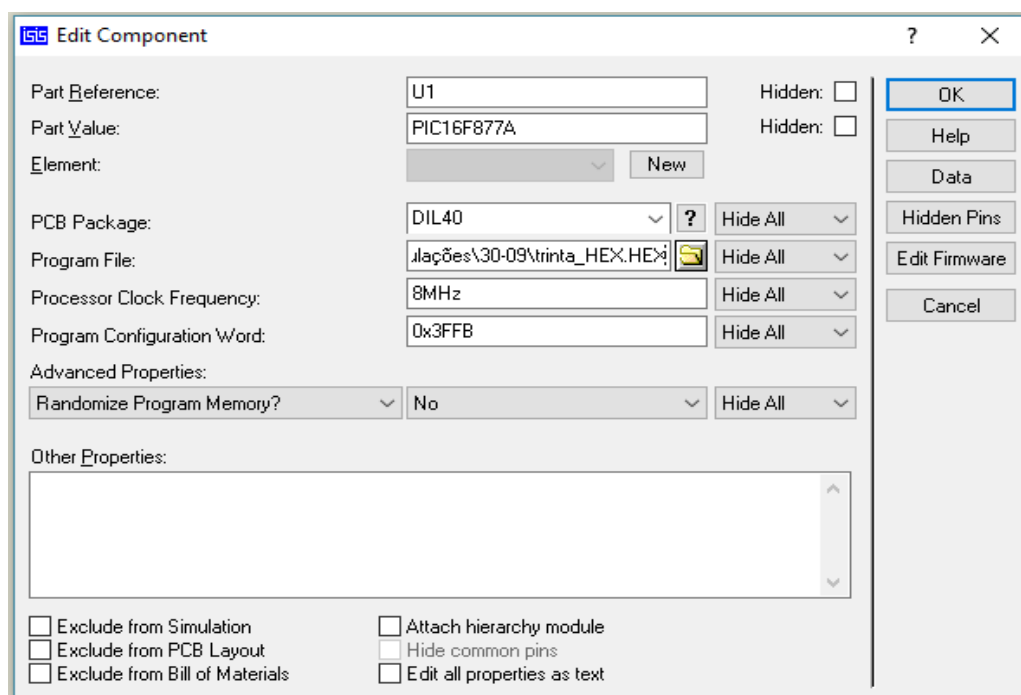 isis Edit Component ?
Part Reference: U1 Hidden: OK
Part Value: PIC16F877A Hidden: Help
Element: New Data
PCB Package: DIL40 ? Hide All Hidden Pins
Program File: ulações\30-09\trinta_HEX.HEX Hide All Edit Firmware
Processor Clock Frequency: 8MHz Hide All Cancel
Program Configuration Word: 0x3FFB Hide All
Advanced Properties:
Randomize Program Memory? No Hide All
Other Properties:
Exclude from Simulation Attach hierarchy module
Exclude from PCB Layout Hide common pins
Exclude from Bill of Materials Edit all properties as text